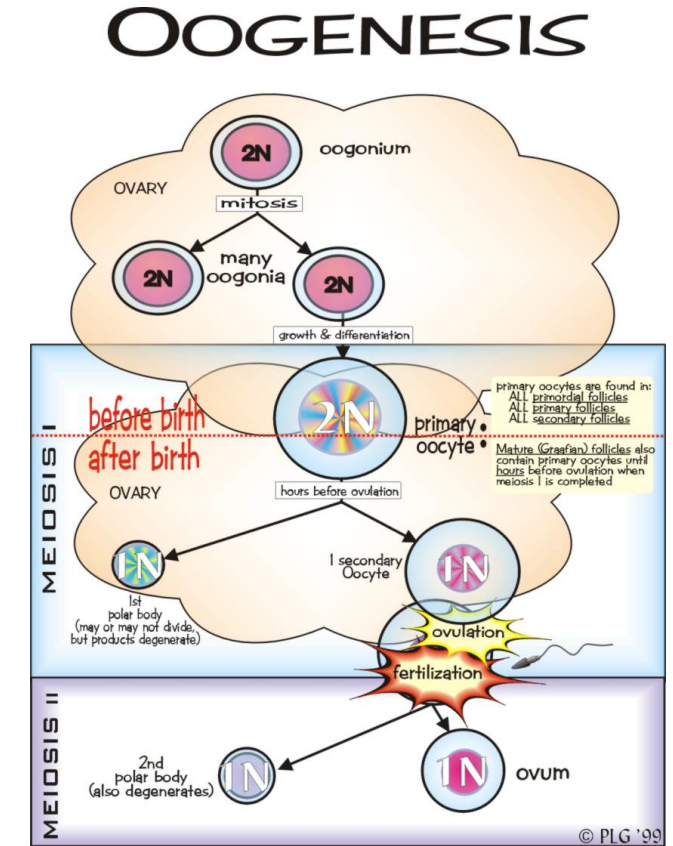 OOGENESIS
2N
oogonium
OVARY
mitosis
2N
many
oogonia
2N
growth & differentiation
2N
primary oocytes are found in:
ALL primordial follicles
ALL primary follicles
ALL secondary follicles
before birth
primary •
oocyte •
after birth
Mature (Graafian) follicles also
contain primary oocytes until
hours before ovulation when
meiosis I is completed
OVARY
hours before ovulation
MEIOSIS I
1N
1st
polar body
(may or may not divide,
but products degenerate)
1 secondary
Oocyte
1N
ovulation
fertilization
MEIOSIS II
2nd
polar body
(also degenerates)
1N
1N
ovum
© PLG '99